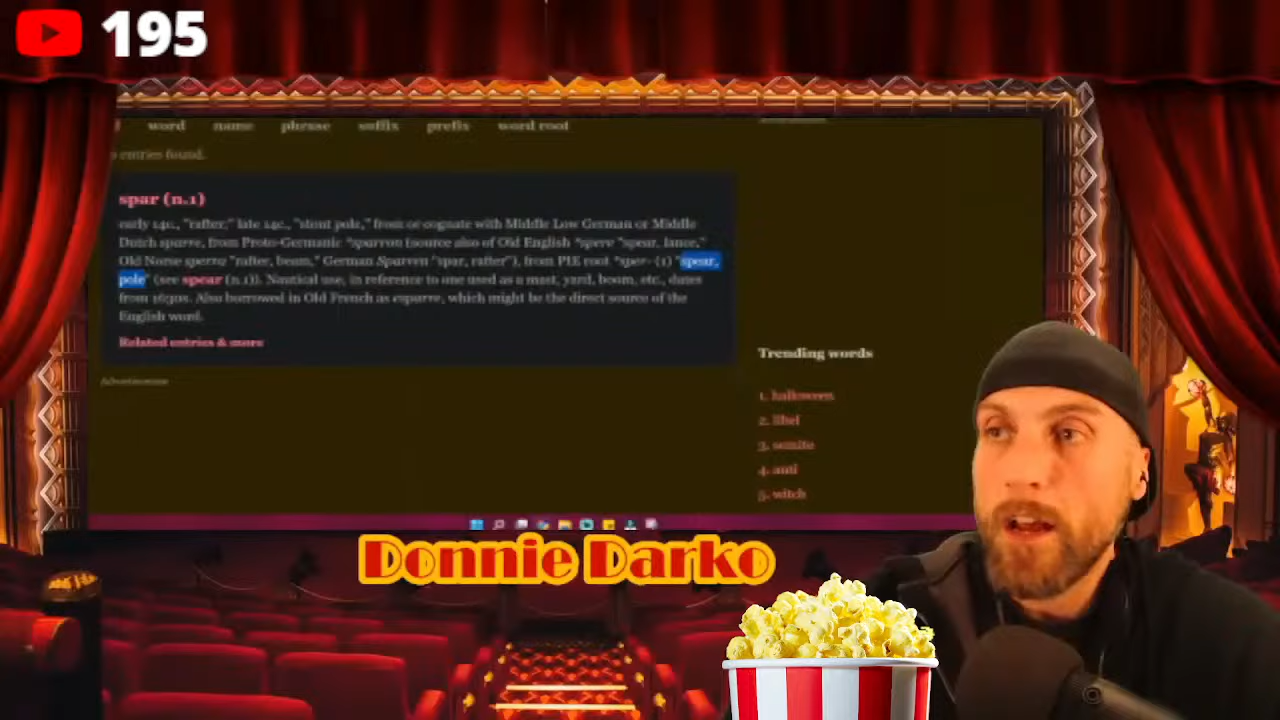 195
word name phrase suffix prefix word root
entries found.
spar (n.1)
early 14c., "rafter;" late 14c., "stout pole," from or cognate with Middle Low German or Middle
Dutch sparre, from Proto-Germanic *sparron (source also of Old English *spere "spear, lance,"
Old Norse sperra "rafter, beam," German Sparren "spar, rafter"), from PIE root *sper- (1) "spear,
pole" (see spear (n.1)). Nautical use, in reference to one used as a mast, yard, boom, etc., dates
from 1630s. Also borrowed in Old French as esparre, which might be the direct source of the
English word.
Related entries & more
Advertisement
Trending words
1. halloween
2. libel
3. semite
4. anti
5. witch
Donnie Darko